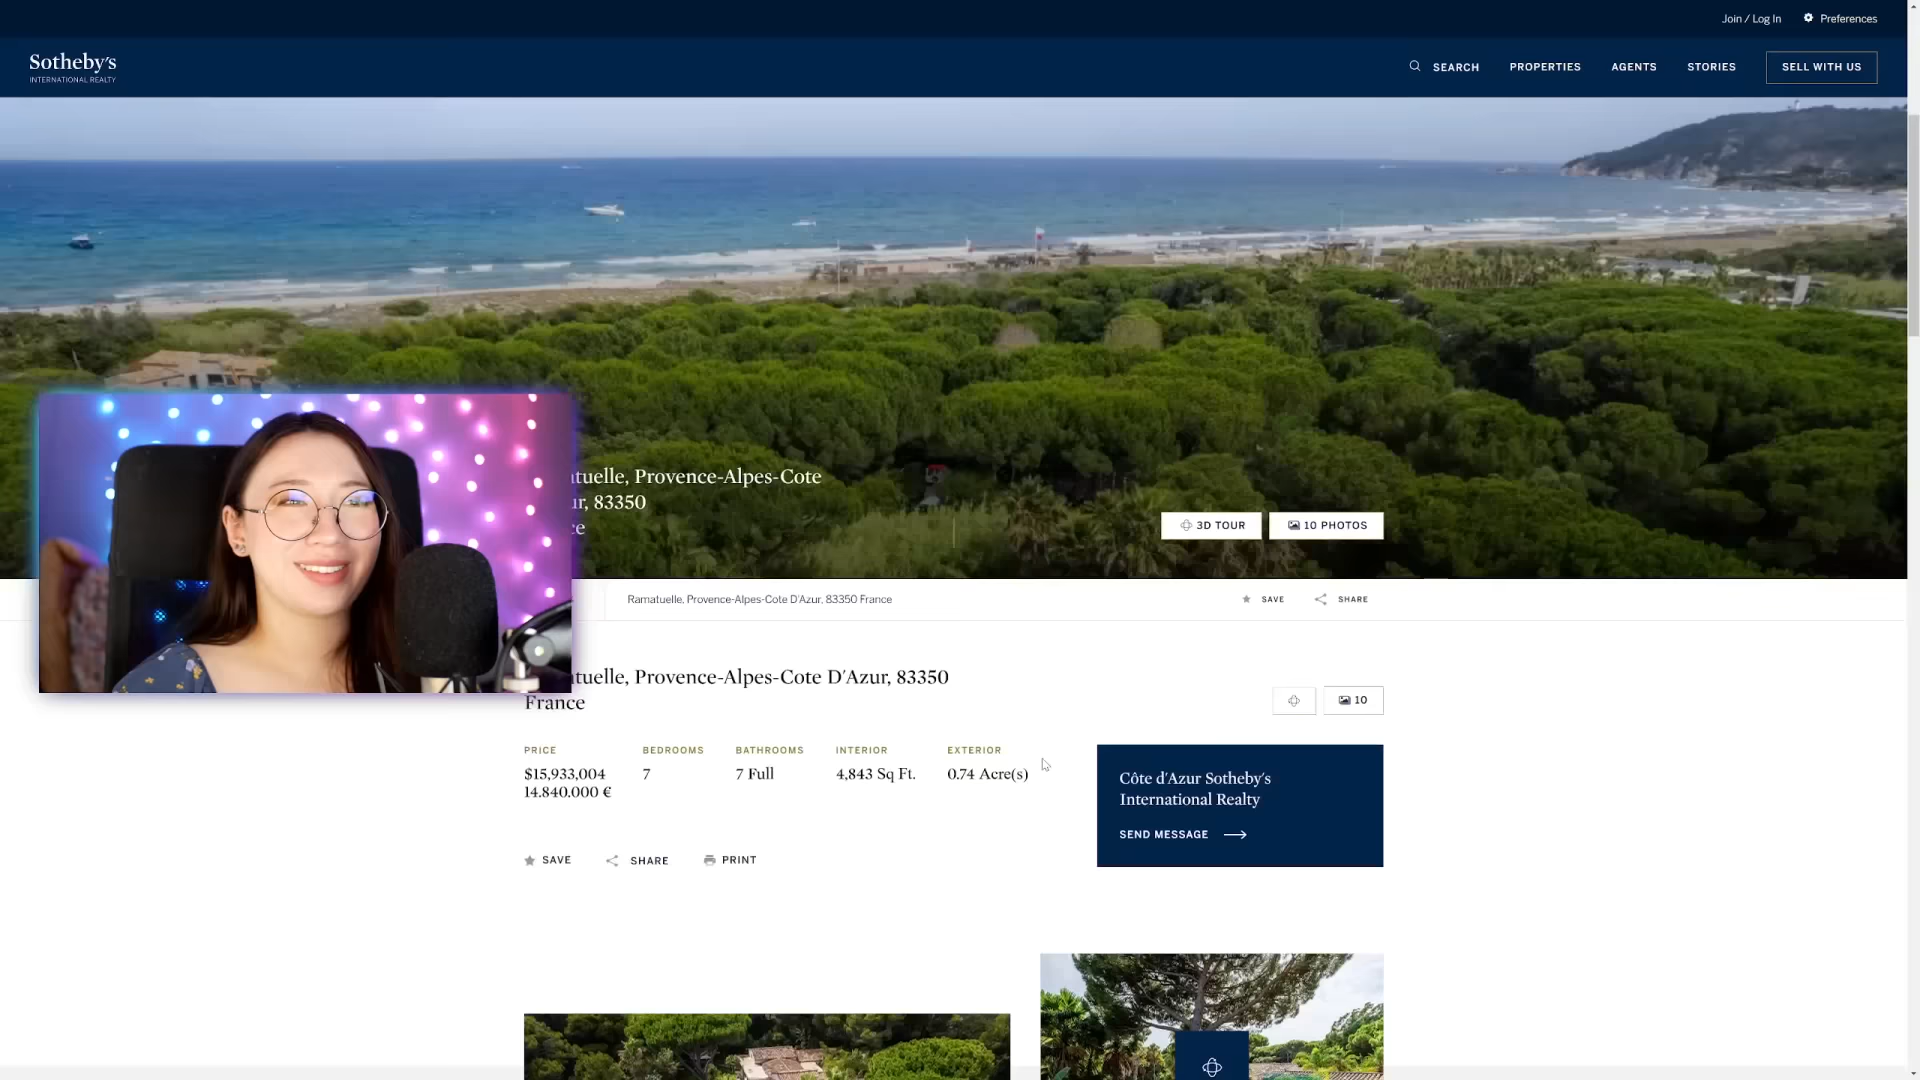 Join / Log In
Preferences
Sotheby's
INTERNATIONAL REALTY
SEARCH
PROPERTIES
AGENTS
STORIES
SELL WITH US
tuelle, Provence-Alpes-Cote
ur, 83350
ce
3D TOUR
10 PHOTOS
Ramatuelle, Provence-Alpes-Cote D'Azur, 83350 France
SAVE
SHARE
tuelle, Provence-Alpes-Cote D'Azur, 83350
France
10
PRICE
$15,933,004
14.840.000 €
BEDROOMS
7
BATHROOMS
7 Full
INTERIOR
4,843 Sq Ft.
EXTERIOR
0.74 Acre(s)
Côte d'Azur Sotheby's
International Realty
SEND MESSAGE
SAVE
SHARE
PRINT